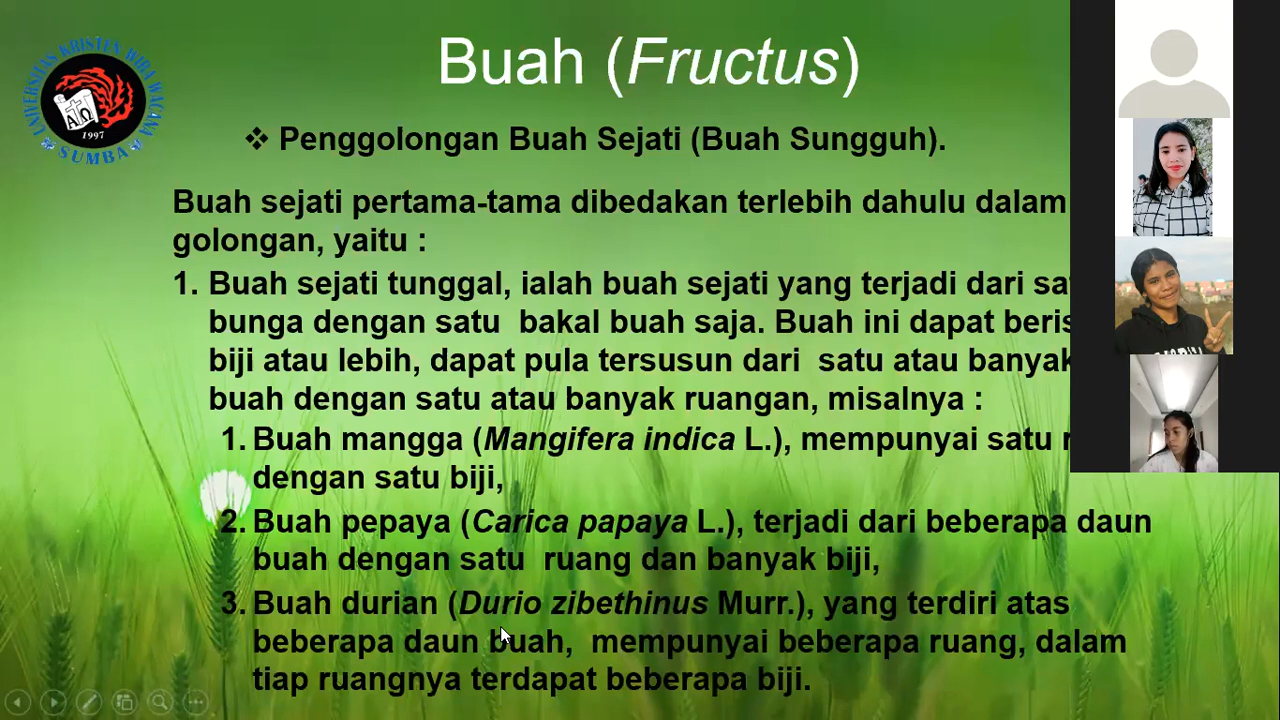 Buah (Fructus)
UNIVERSITAS KRISTEN WIRA WACANA
ΑΩ
1997
SUMBA
❖ Penggolongan Buah Sejati (Buah Sungguh).
Buah sejati pertama-tama dibedakan terlebih dahulu dalam
golongan, yaitu :
1. Buah sejati tunggal, ialah buah sejati yang terjadi dari
bunga dengan satu bakal buah saja. Buah ini dapat
biji atau lebih, dapat pula tersusun dari satu atau banyak
buah dengan satu atau banyak ruangan, misalnya :
1. Buah mangga (Mangifera indica L.), mempunyai satu
dengan satu biji,
2. Buah pepaya (Carica papaya L.), terjadi dari beberapa daun
buah dengan satu ruang dan banyak biji,
3. Buah durian (Durio zibethinus Murr.), yang terdiri atas
beberapa daun buah, mempunyai beberapa ruang, dalam
tiap ruangnya terdapat beberapa biji.